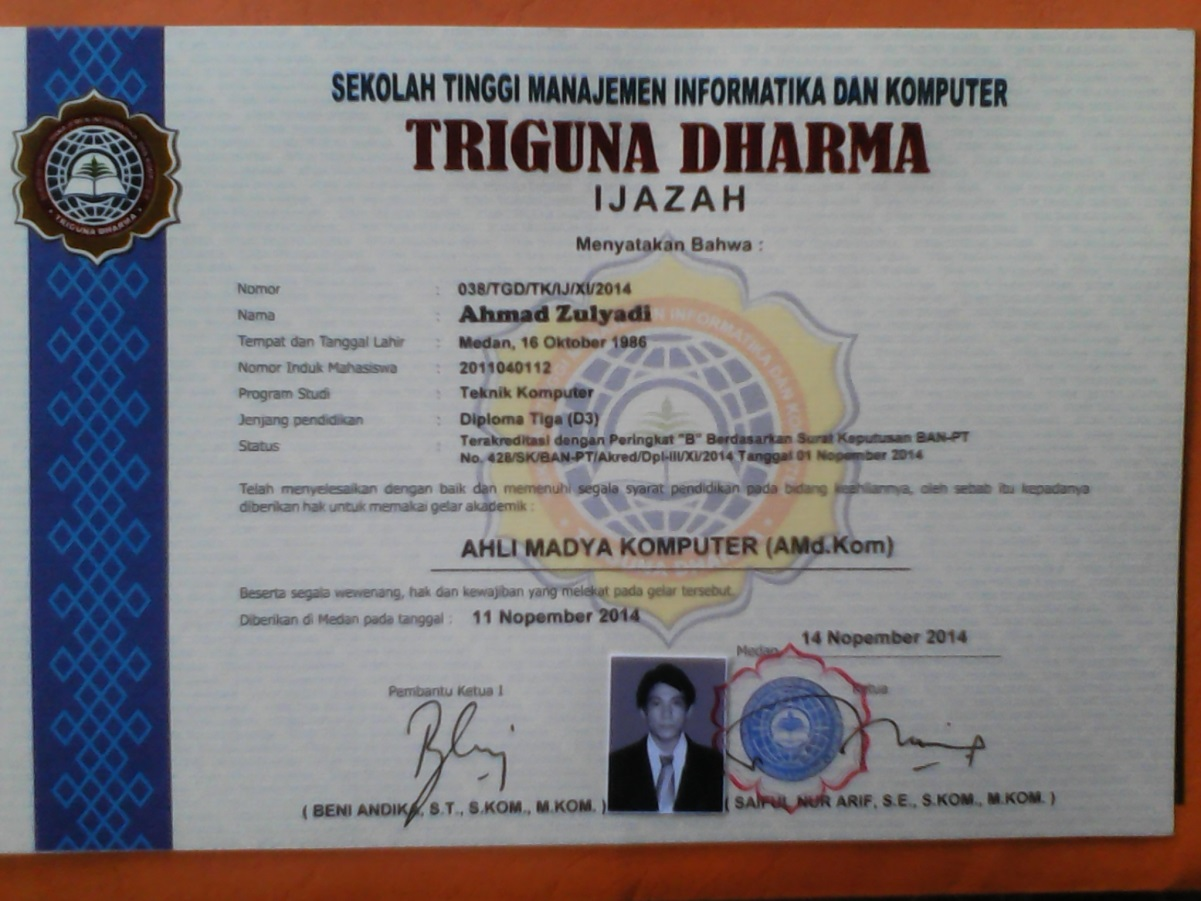 SEKOLAH TINGGI MANAJEMEN INFORMATIKA DAN KOMPUTER
TRIGUNA DHARMA
IJAZAH
Menyatakan Bahwa :
Nomor : 038/TGD/TK/IJ/XI/2014
Nama : Ahmad Zulyadi
Tempat dan Tanggal Lahir : Medan, 16 Oktober 1986
Nomor Induk Mahasiswa : 2011040112
Program Studi : Teknik Komputer
Jenjang pendidikan : Diploma Tiga (D3)
Status : Terakreditasi dengan Peringkat "B" Berdasarkan Surat Keputusan BAN-PT
No. 428/SK/BAN-PT/Akred/Dpl-III/XI/2014 Tanggal 01 Nopember 2014
Telah menyelesaikan dengan baik dan memenuhi segala syarat pendidikan pada bidang keahliannya, oleh sebab itu kepadanya
diberikan hak untuk memakai gelar akademik :
AHLI MADYA KOMPUTER (AMd.Kom)
Beserta segala wewenang, hak dan kewajiban yang melekat pada gelar tersebut.
Diberikan di Medan pada tanggal : 11 Nopember 2014
Medan 14 Nopember 2014
Pembantu Ketua I
Ketua
( BENI ANDIKA, S.T., S.KOM., M.KOM. )
( SAIFUL NUR ARIF, S.E., S.KOM., M.KOM. )
TRIGUNA DHARMA